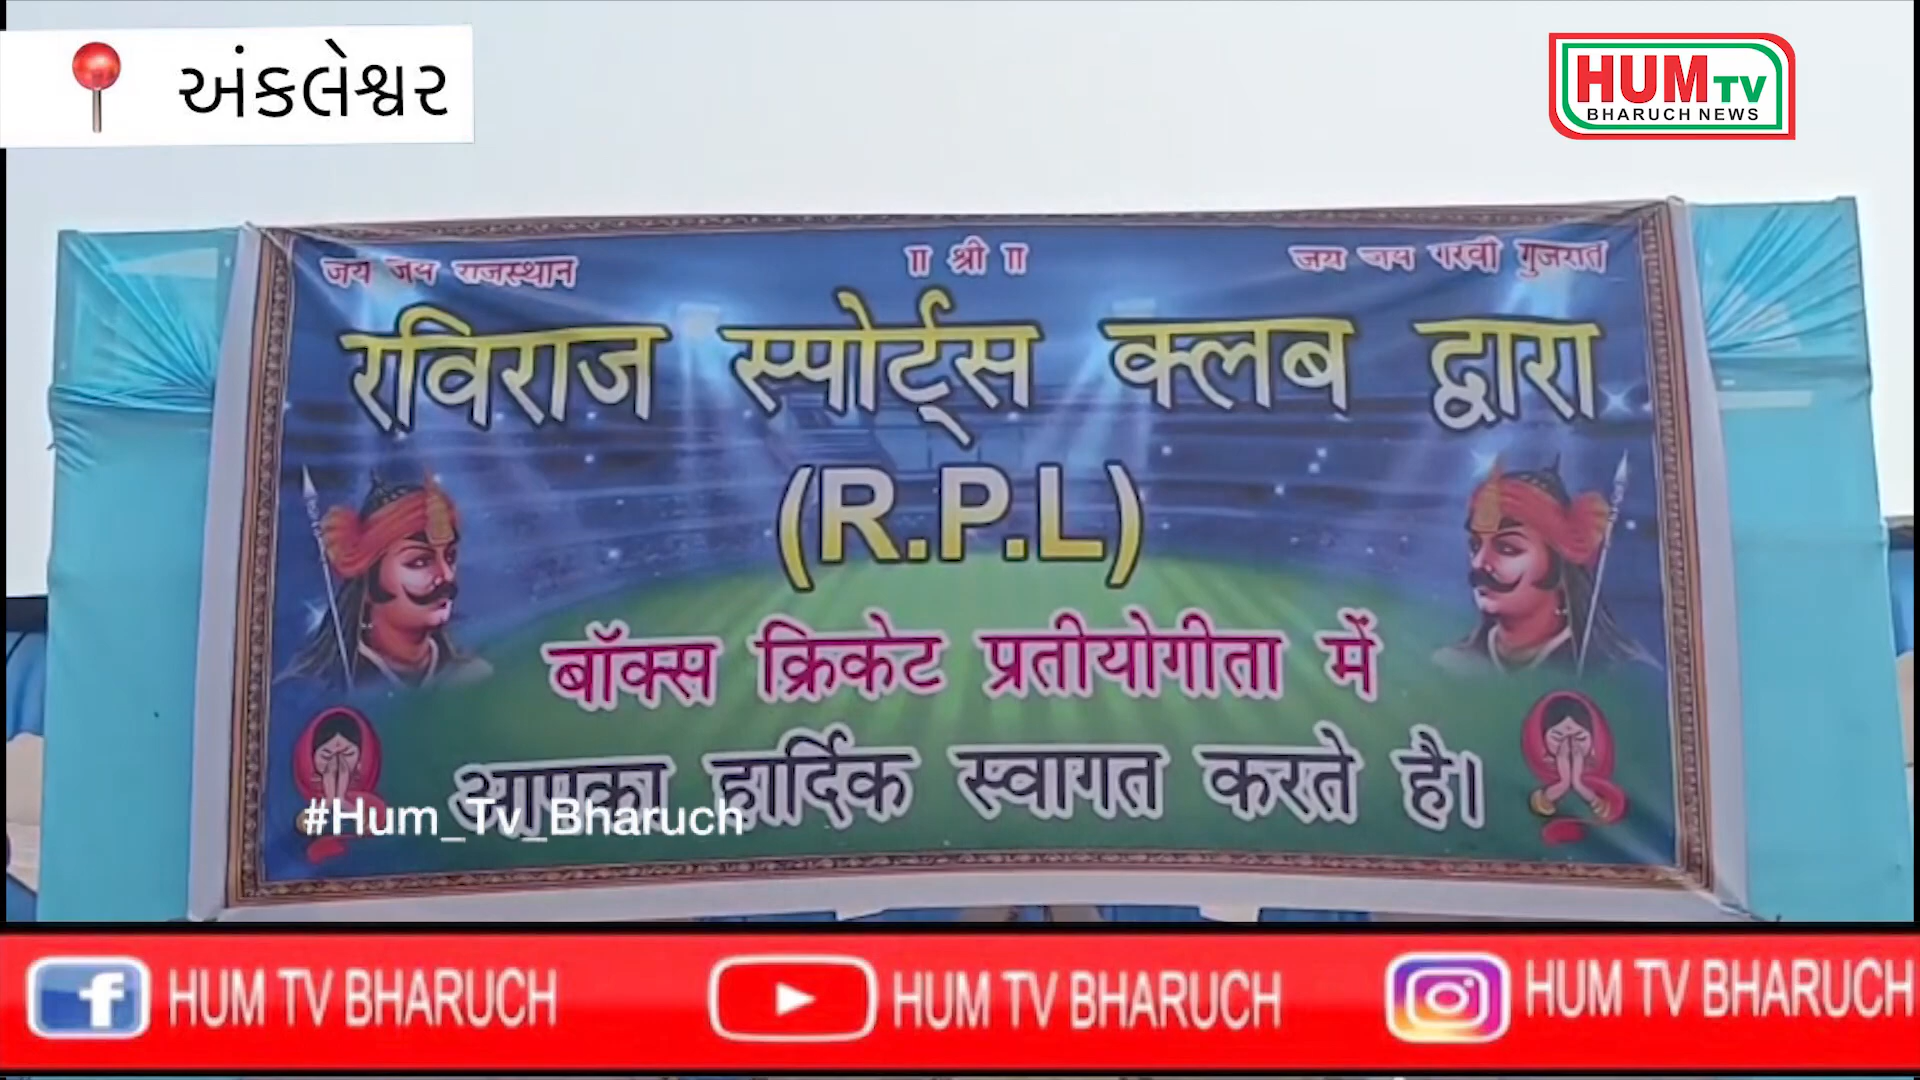 અંકલેશ્વર
HUM TV
BHARUCH NEWS
जय जय राजस्थान
॥ श्री ॥
जय जय गरवी गुजरात
रविराज स्पोर्ट्स क्लब द्वारा
(R.P.L)
बॉक्स क्रिकेट प्रतीयोगीता में
आपका हार्दिक स्वागत करते है।
#Hum_Tv_Bharuch
HUM TV BHARUCH
HUM TV BHARUCH
HUM TV BHARUCH